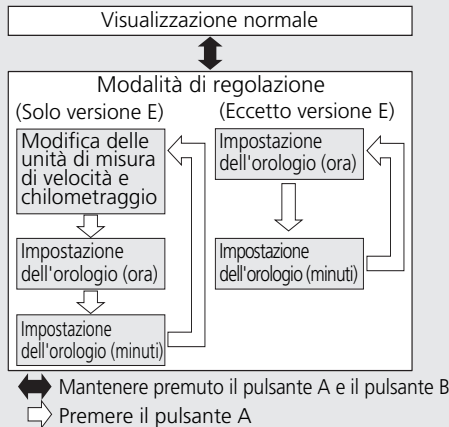 Visualizzazione normale
Modalità di regolazione
(Solo versione E)
Modifica delle
unità di misura
di velocità e
chilometraggio
Impostazione
dell'orologio (ora)
Impostazione
dell'orologio (minuti)
(Eccetto versione E)
Impostazione
dell'orologio (ora)
Impostazione
dell'orologio (minuti)
Mantenere premuto il pulsante A e il pulsante B
Premere il pulsante A